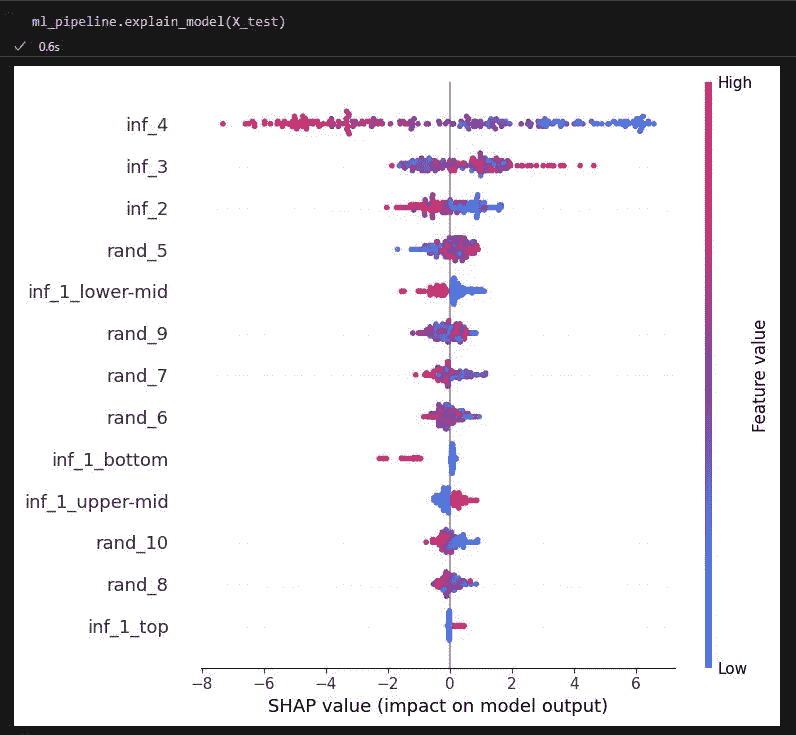 ml_pipeline.explain_model(X_test)
✓ 0.6s
High
inf_4
inf_3
inf_2
rand_5
inf_1_lower-mid
rand_9
rand_7
rand_6
inf_1_bottom
inf_1_upper-mid
rand_10
rand_8
inf_1_top
Feature value
Low
−8 −6 −4 −2 0 2 4 6
SHAP value (impact on model output)